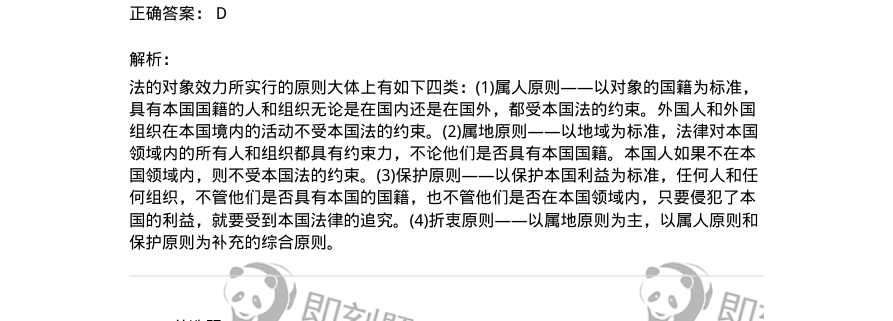 正确答案： D
解析：
法的对象效力所实行的原则大体上有如下四类：(1)属人原则——以对象的国籍为标准，
具有本国国籍的人和组织无论是在国内还是在国外，都受本国法的约束。外国人和外国
组织在本国境内的活动不受本国法的约束。(2)属地原则——以地域为标准，法律对本国
领域内的所有人和组织都具有约束力，不论他们是否具有本国国籍。本国人如果不在本
国领域内，则不受本国法的约束。(3)保护原则——以保护本国利益为标准，任何人和任
何组织，不管他们是否具有本国的国籍，也不管他们是否在本国领域内，只要侵犯了本
国的利益，就要受到本国法律的追究。(4)折衷原则——以属地原则为主，以属人原则和
保护原则为补充的综合原则。